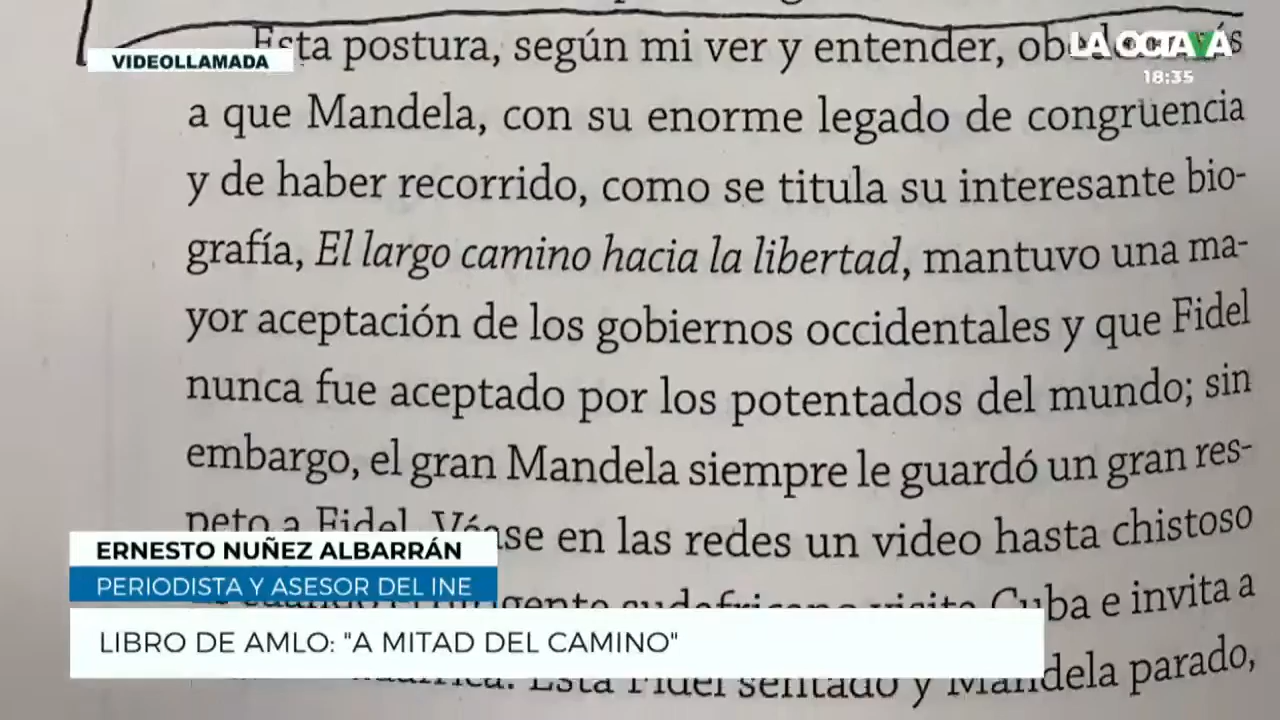 Esta postura, según mi ver y entender,
LA OCTAVA
VIDEOLLAMADA
18:35
a que Mandela, con su enorme legado de congruencia
y de haber recorrido, como se titula su interesante bio-
grafía, El largo camino hacia la libertad, mantuvo una ma-
yor aceptación de los gobiernos occidentales y que Fidel
nunca fue aceptado por los potentados del mundo; sin
embargo, el gran Mandela siempre le guardó un gran res-
peto a Fidel. Véase en las redes un video hasta chistoso
ERNESTO NUÑEZ ALBARRÁN
PERIODISTA Y ASESOR DEL INE
Cuba e invita a
LIBRO DE AMLO: "A MITAD DEL CAMINO"
Está Fidel sentado y Mandela parado,